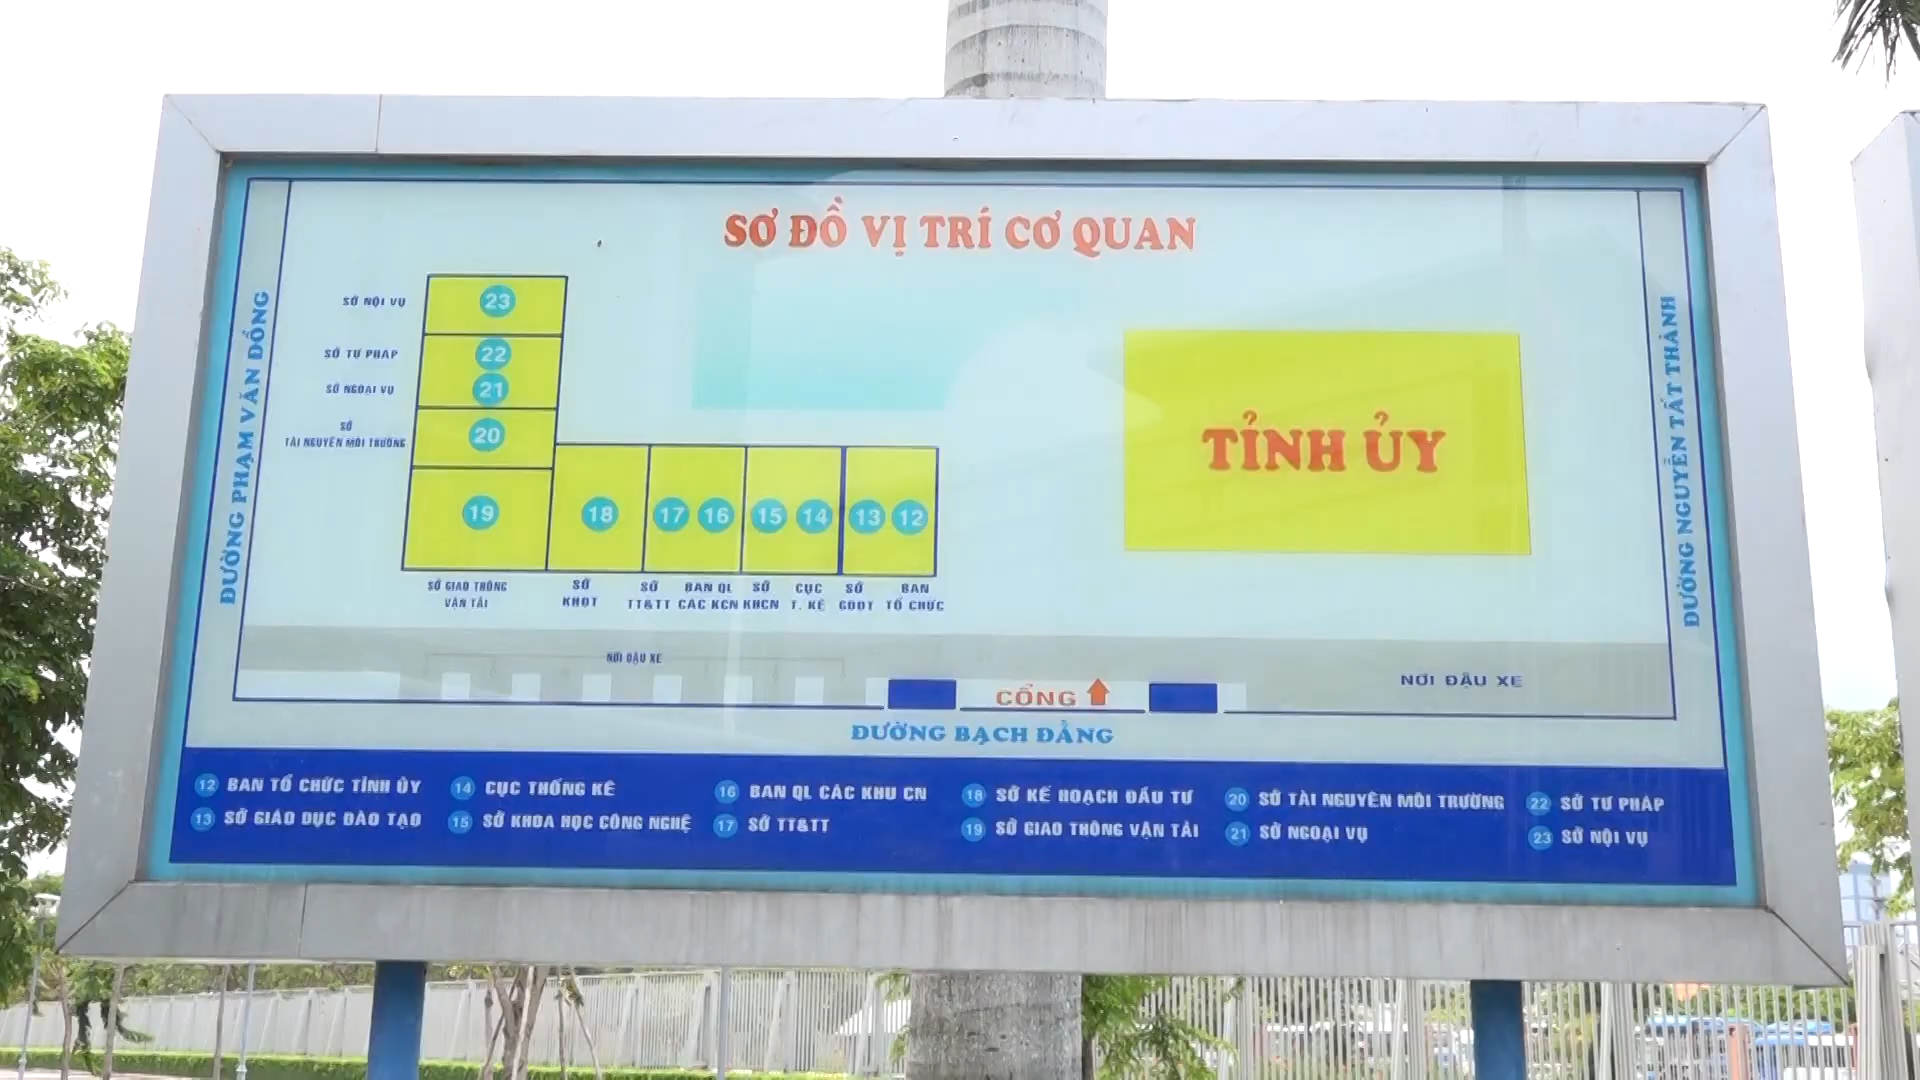 SƠ ĐỒ VỊ TRÍ CƠ QUAN
ĐƯỜNG PHẠM VĂN ĐỒNG
SỞ NỘI VỤ
23
SỞ TƯ PHÁP
22
SỞ NGOẠI VỤ
21
SỞ
TÀI NGUYÊN MÔI TRƯỜNG
20
19
18
17
16
15
14
13
12
SỞ GIAO THÔNG
VẬN TẢI
SỞ
KHĐT
SỞ
TT&TT
BAN QL
CÁC KCN
SỞ
KHCN
CỤC
T. KÊ
SỞ
GDĐT
BAN
TỔ CHỨC
TỈNH ỦY
ĐƯỜNG NGUYỄN TẤT THÀNH
NƠI ĐẬU XE
CỔNG
NƠI ĐẬU XE
ĐƯỜNG BẠCH ĐẰNG
12 BAN TỔ CHỨC TỈNH ỦY
13 SỞ GIÁO DỤC ĐÀO TẠO
14 CỤC THỐNG KÊ
15 SỞ KHOA HỌC CÔNG NGHỆ
16 BAN QL CÁC KHU CN
17 SỞ TT&TT
18 SỞ KẾ HOẠCH ĐẦU TƯ
19 SỞ GIAO THÔNG VẬN TẢI
20 SỞ TÀI NGUYÊN MÔI TRƯỜNG
21 SỞ NGOẠI VỤ
22 SỞ TƯ PHÁP
23 SỞ NỘI VỤ